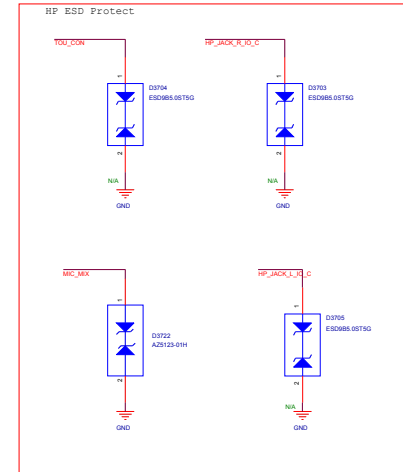 HP ESD Protect
TOU_CON
HP_JACK_R_IO_C
1
D3704
ESD9B5.0ST5G
1
D3703
ESD9B5.0ST5G
2
2
N/A
N/A
GND
GND
MIC_MIX
HP_JACK_L_IO_C
1
1
D3722
AZ5123-01H
D3705
ESD9B5.0ST5G
2
2
N/A
GND
GND